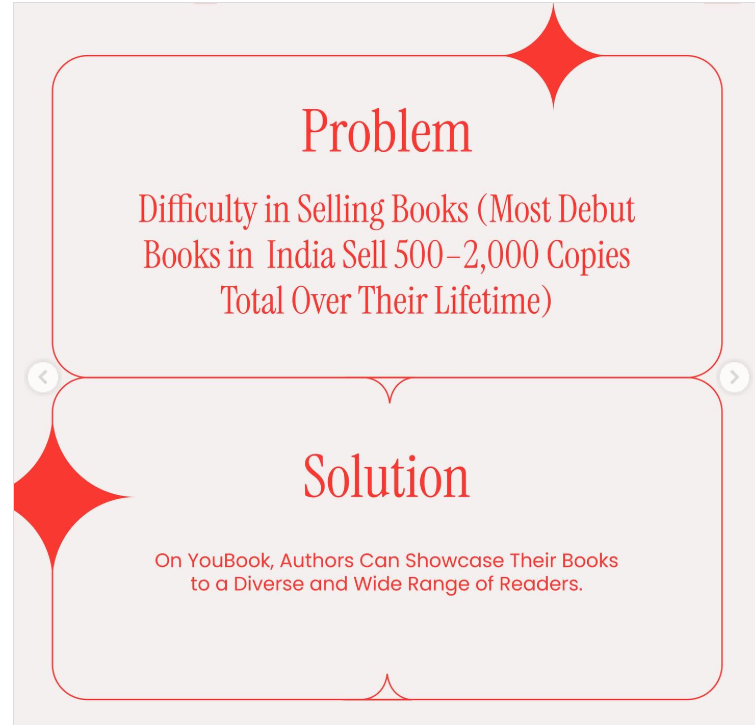 Problem
Difficulty in Selling Books (Most Debut
Books in India Sell 500–2,000 Copies
Total Over Their Lifetime)
Solution
On YouBook, Authors Can Showcase Their Books
to a Diverse and Wide Range of Readers.